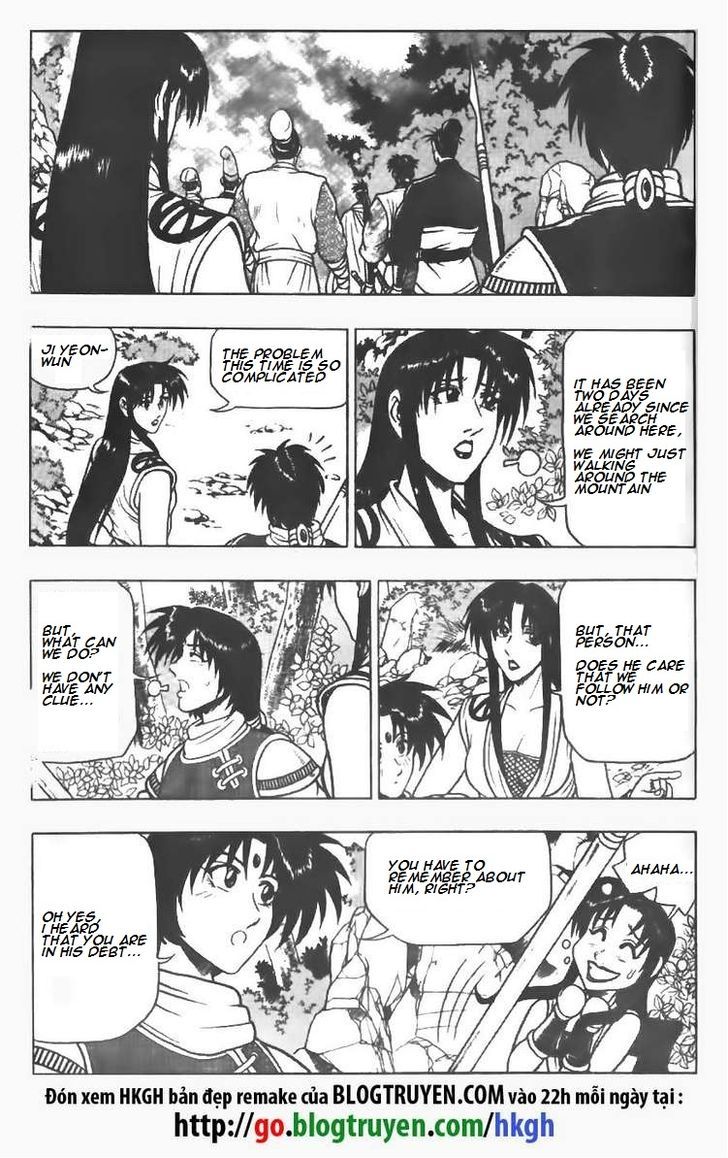 JI YEON-
WUN
THE PROBLEM
THIS TIME IS SO
COMPLICATED
IT HAS BEEN
TWO DAYS
ALREADY SINCE
WE SEARCH
AROUND HERE,
WE MIGHT JUST
WALKING
AROUND THE
MOUNTAIN
BUT,
WHAT CAN
WE DO?
WE DON'T
HAVE ANY
CLUE...
BUT, THAT
PERSON...
DOES HE CARE
THAT WE
FOLLOW HIM OR
NOT?
OH YES,
I HEARD
THAT YOU ARE
IN HIS DEBT...
YOU HAVE TO
REMEMBER ABOUT
HIM, RIGHT?
AHAHA...
Đón xem HKGH bản đẹp remake của BLOGTRUYEN.COM vào 22h mỗi ngày tại :
http://go.blogtruyen.com/hkgh